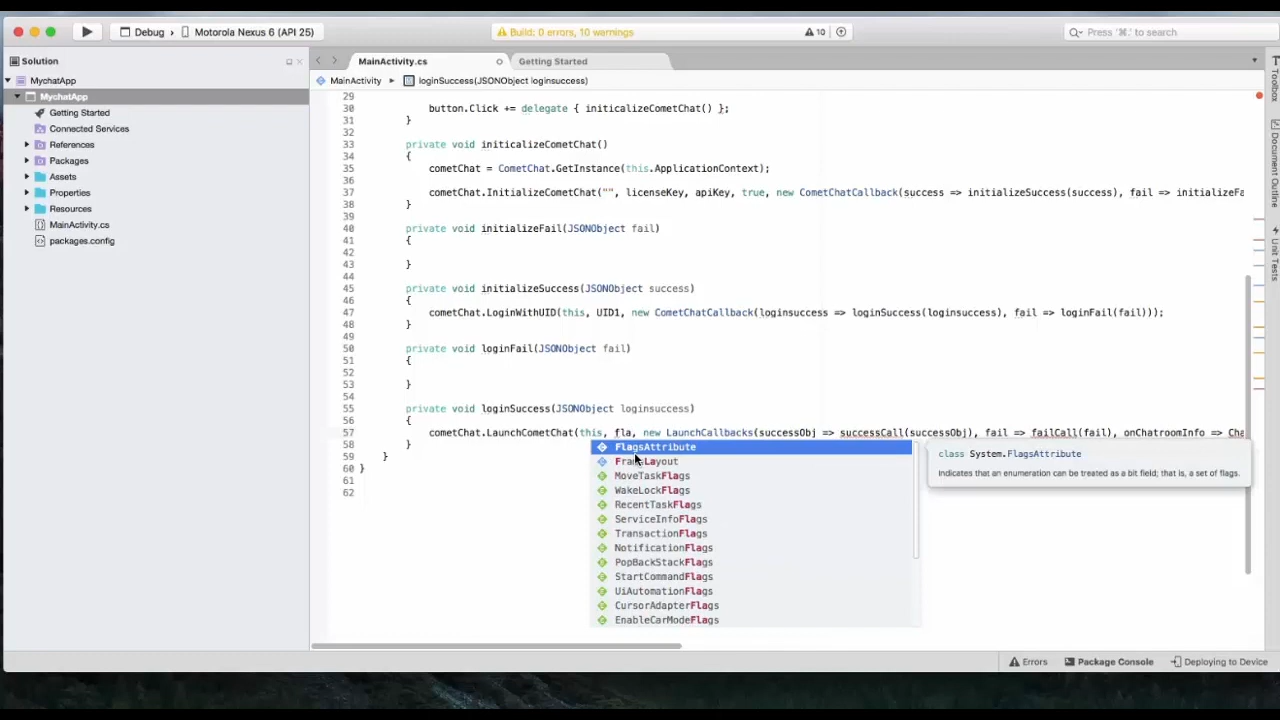 Debug
Motorola Nexus 6 (API 25)
Build: 0 errors, 10 warnings
10
Press '⌘.' to search
Solution
MainActivity.cs
Getting Started
MychatApp
MainActivity
loginSuccess(JSONObject loginsuccess)
MychatApp
Getting Started
Connected Services
References
Packages
Assets
Properties
Resources
MainActivity.cs
packages.config
29
30 button.Click += delegate { initicalizeCometChat() };
31 }
32
33 private void initicalizeCometChat()
34 {
35 cometChat = CometChat.GetInstance(this.ApplicationContext);
36
37 cometChat.InitializeCometChat("", licenseKey, apiKey, true, new CometChatCallback(success => initializeSuccess(success), fail => initializeFa
38 }
39
40 private void initializeFail(JSONObject fail)
41 {
42
43 }
44
45 private void initializeSuccess(JSONObject success)
46 {
47 cometChat.LoginWithUID(this, UID1, new CometChatCallback(loginsuccess => loginSuccess(loginsuccess), fail => loginFail(fail)));
48 }
49
50 private void loginFail(JSONObject fail)
51 {
52
53 }
54
55 private void loginSuccess(JSONObject loginsuccess)
56 {
57 cometChat.LaunchCometChat(this, fla, new LaunchCallbacks(successObj => successCall(successObj), fail => failCall(fail), onChatroomInfo => Cha
58 }
59 }
60 }
61
62
FlagsAttribute
FrameLayout
MoveTaskFlags
WakeLockFlags
RecentTaskFlags
ServiceInfoFlags
TransactionFlags
NotificationFlags
PopBackStackFlags
StartCommandFlags
UiAutomationFlags
CursorAdapterFlags
EnableCarModeFlags
class System.FlagsAttribute
Indicates that an enumeration can be treated as a bit field; that is, a set of flags.
Toolbox
Document Outline
Unit Tests
Errors
Package Console
Deploying to Device